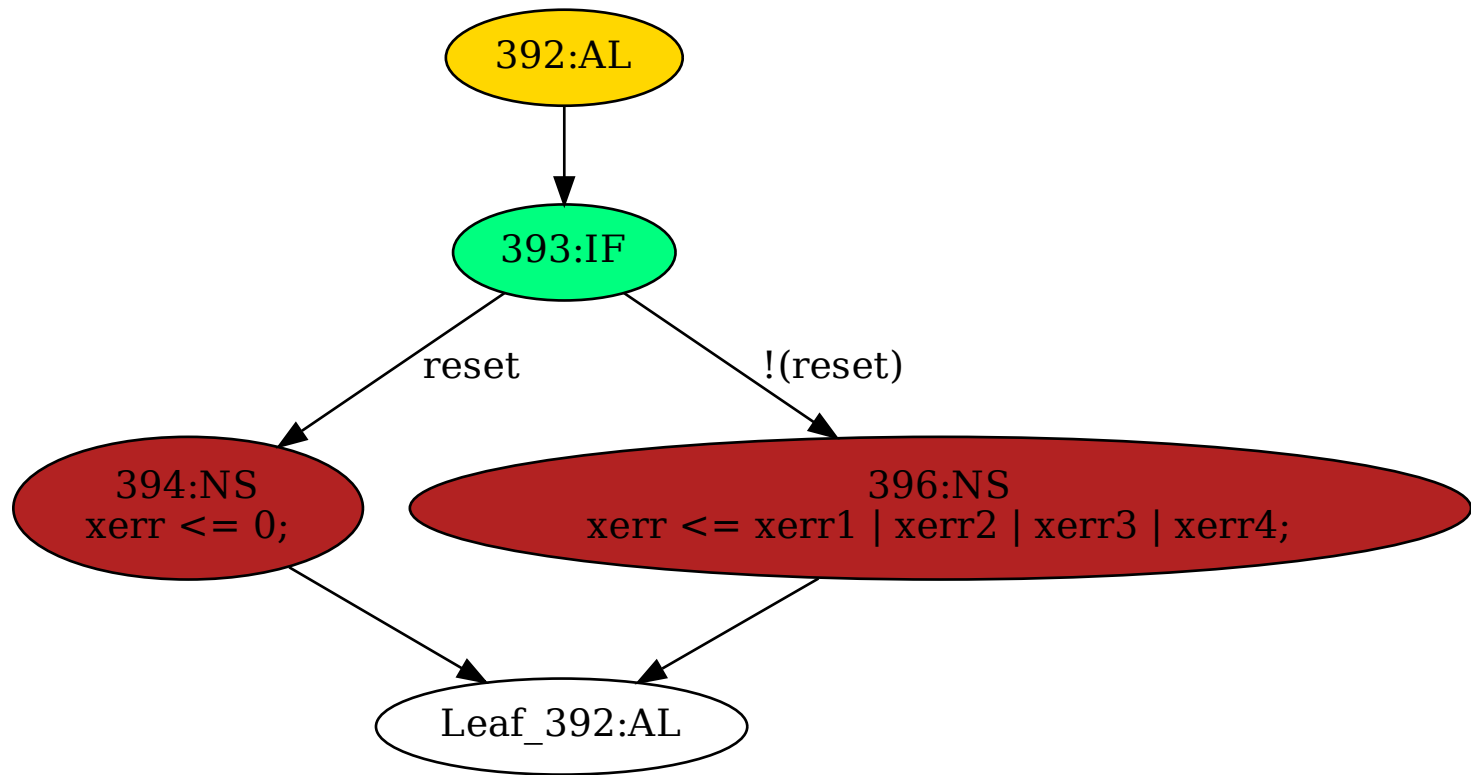 392:AL
393:IF
reset
!(reset)
394:NS
xerr <= 0;
396:NS
xerr <= xerr1 | xerr2 | xerr3 | xerr4;
Leaf_392:AL